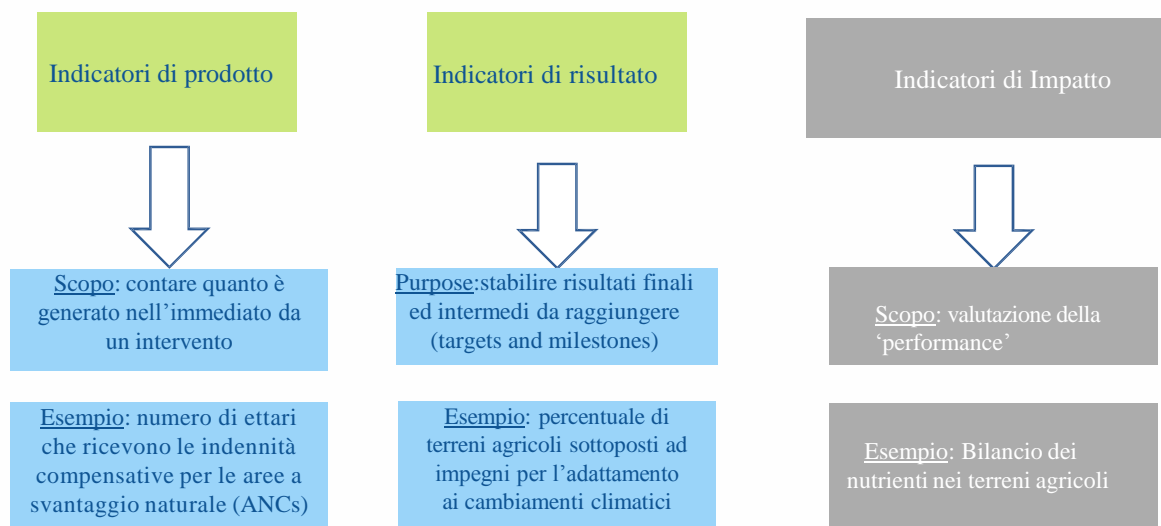 Indicatori di prodotto
Indicatori di risultato
Indicatori di Impatto
Scopo: contare quanto è
generato nell’immediato da
un intervento
Purpose:stabilire risultati finali
ed intermedi da raggiungere
(targets and milestones)
Scopo: valutazione della
‘performance’
Esempio: numero di ettari
che ricevono le indennità
compensative per le aree a
svantaggio naturale (ANCs)
Esempio: percentuale di
terreni agricoli sottoposti ad
impegni per l’adattamento
ai cambiamenti climatici
Esempio: Bilancio dei
nutrienti nei terreni agricoli